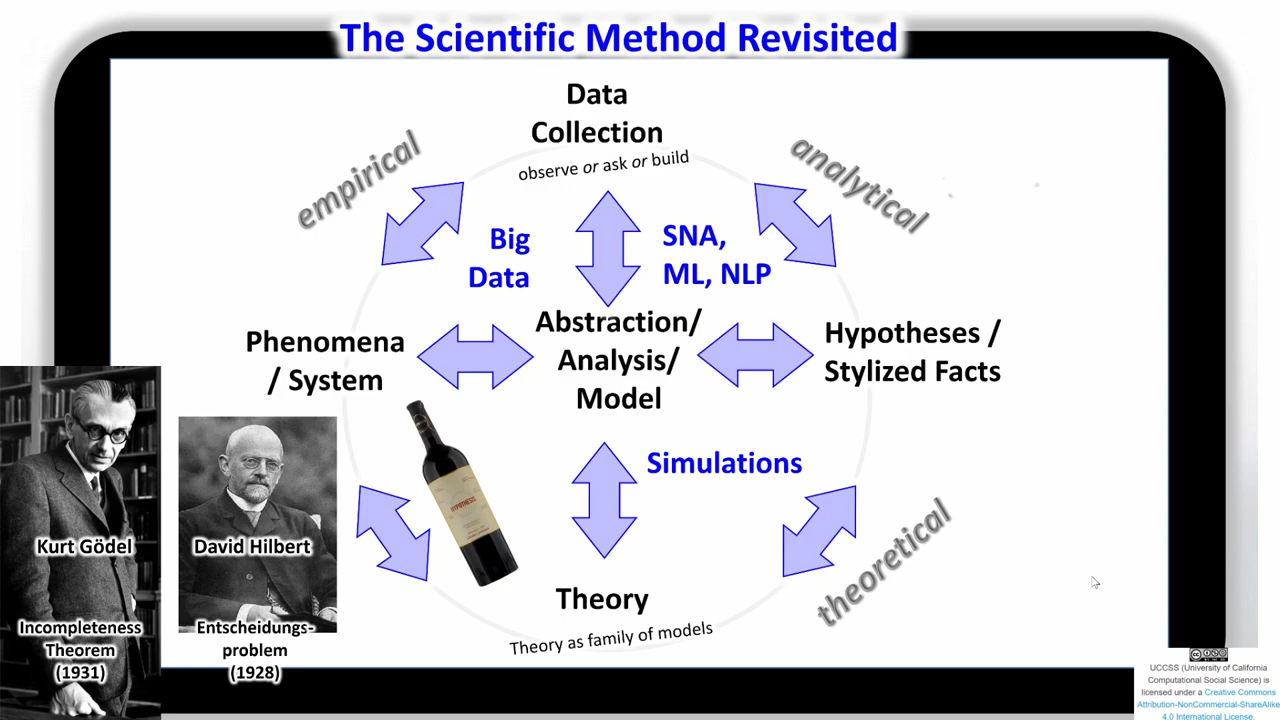 The Scientific Method Revisited
Data
Collection
observe or ask or build
empirical
analytical
Big
Data
SNA,
ML, NLP
Abstraction/
Analysis/
Model
Phenomena
/ System
Hypotheses /
Stylized Facts
HYPOTHESIS
Simulations
theoretical
Theory
Theory as family of models
Kurt Gödel
Incompleteness
Theorem
(1931)
David Hilbert
Entscheidungs-
problem
(1928)
UCCSS (University of California
Computational Social Science) is
licensed under a Creative Commons
Attribution-NonCommercial-ShareAlike
4.0 International License.